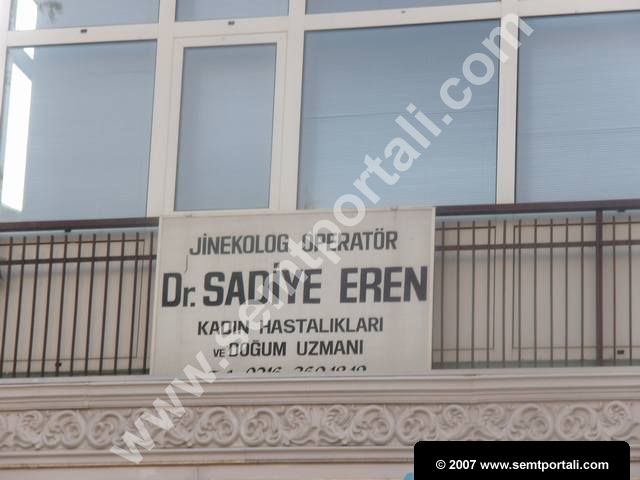 JİNEKOLOG OPERATÖR
Dr. SADİYE EREN
KADIN HASTALIKLARI
VE DOĞUM UZMANI
www.semtportali.com
© 2007 www.semtportali.com